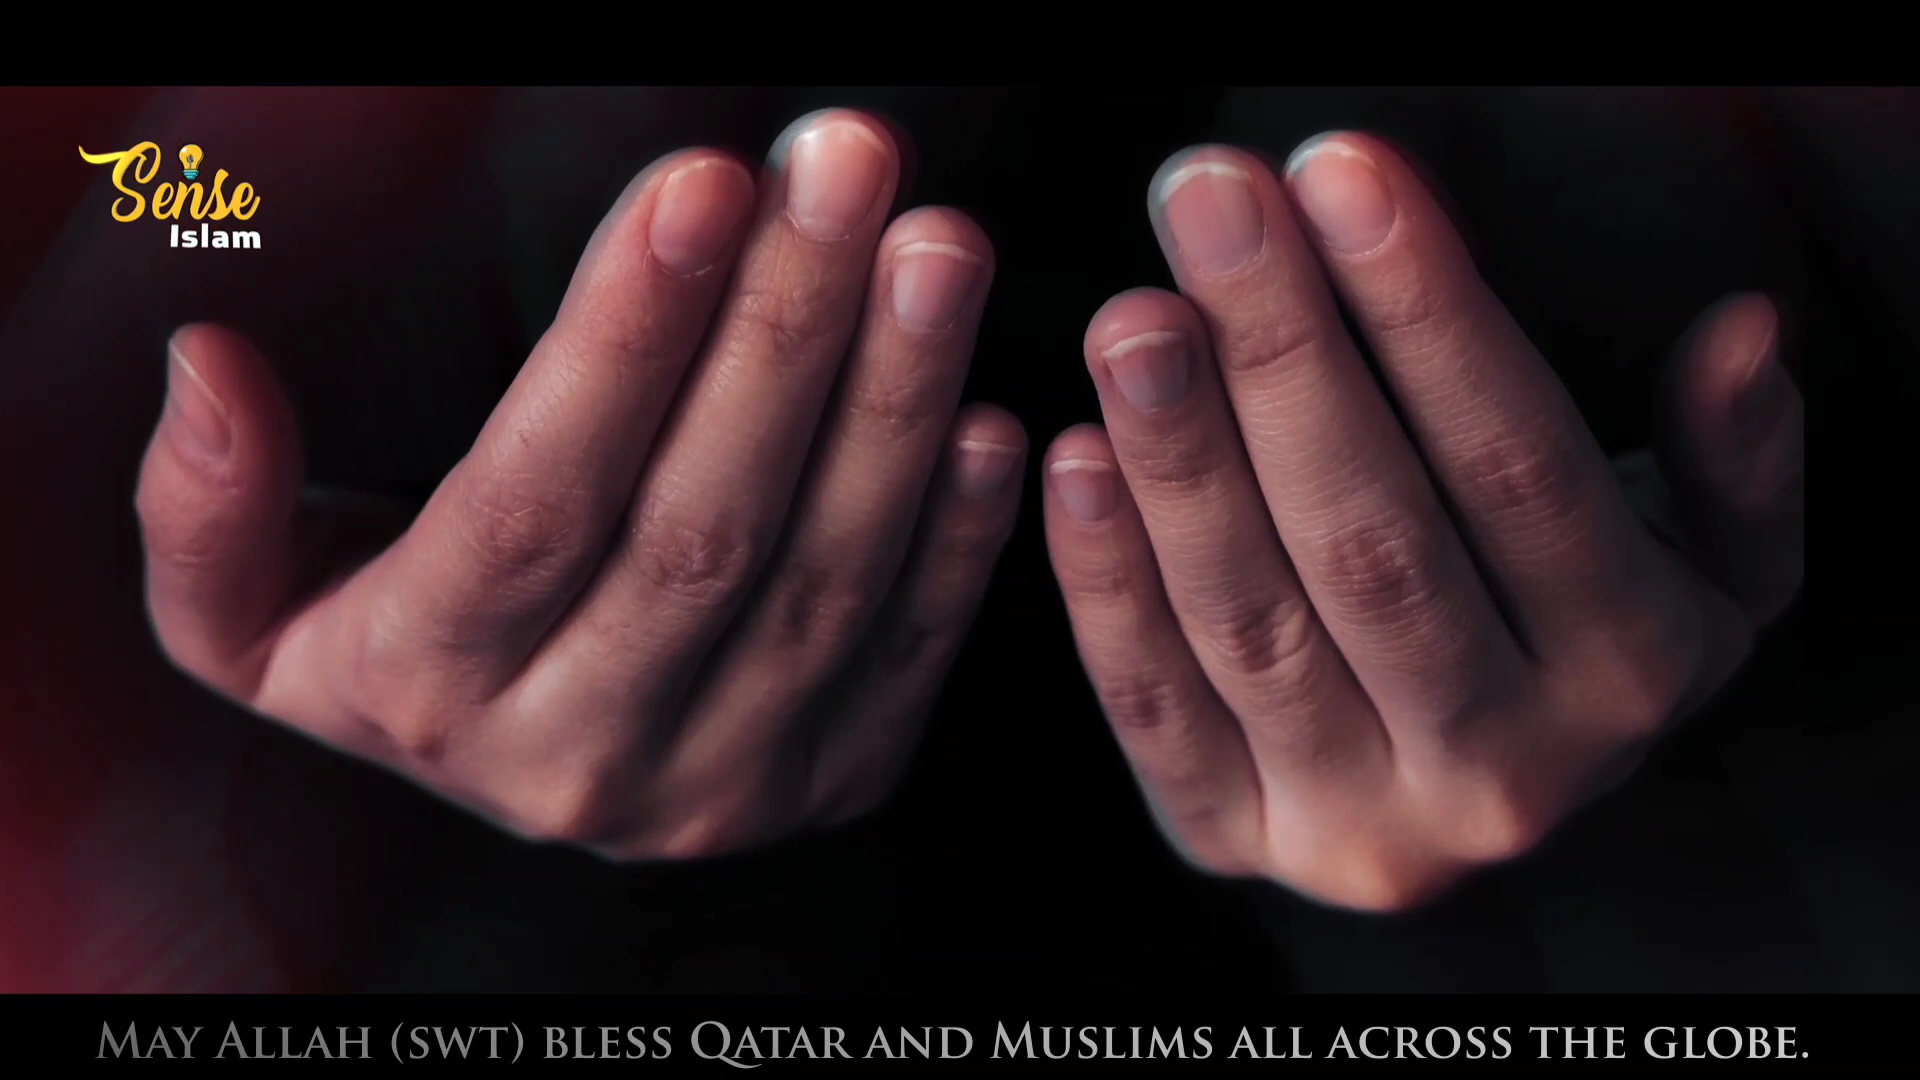 Sense
Islam
May Allah (swt) bless Qatar and Muslims all across the globe.